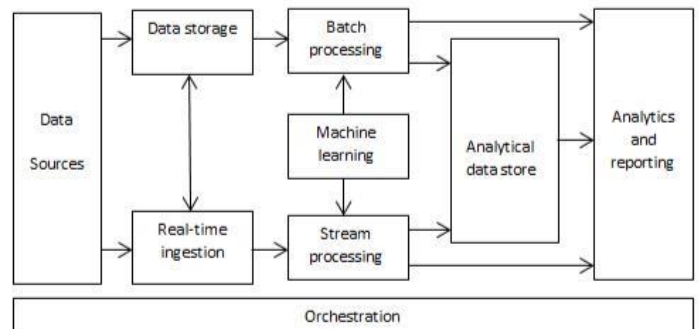 Data
Sources
Data storage
Real-time
ingestion
Batch
processing
Machine
learning
Stream
processing
Analytical
data store
Analytics
and
reporting
Orchestration